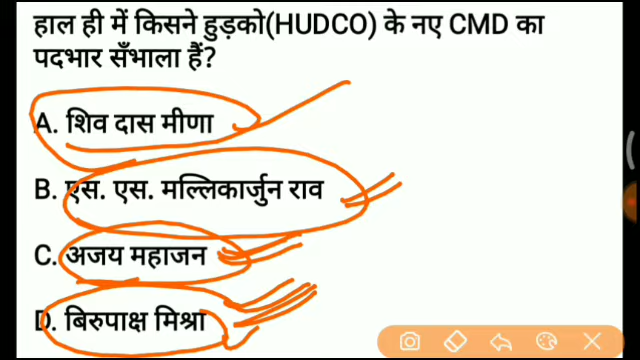 हाल ही में किसने हुड़को(HUDCO) के नए CMD का
पदभार सँभाला हैं?
A. शिव दास मीणा
B. एस. एस. मल्लिकार्जुन राव
C. अजय महाजन
D. बिरुपाक्ष मिश्रा